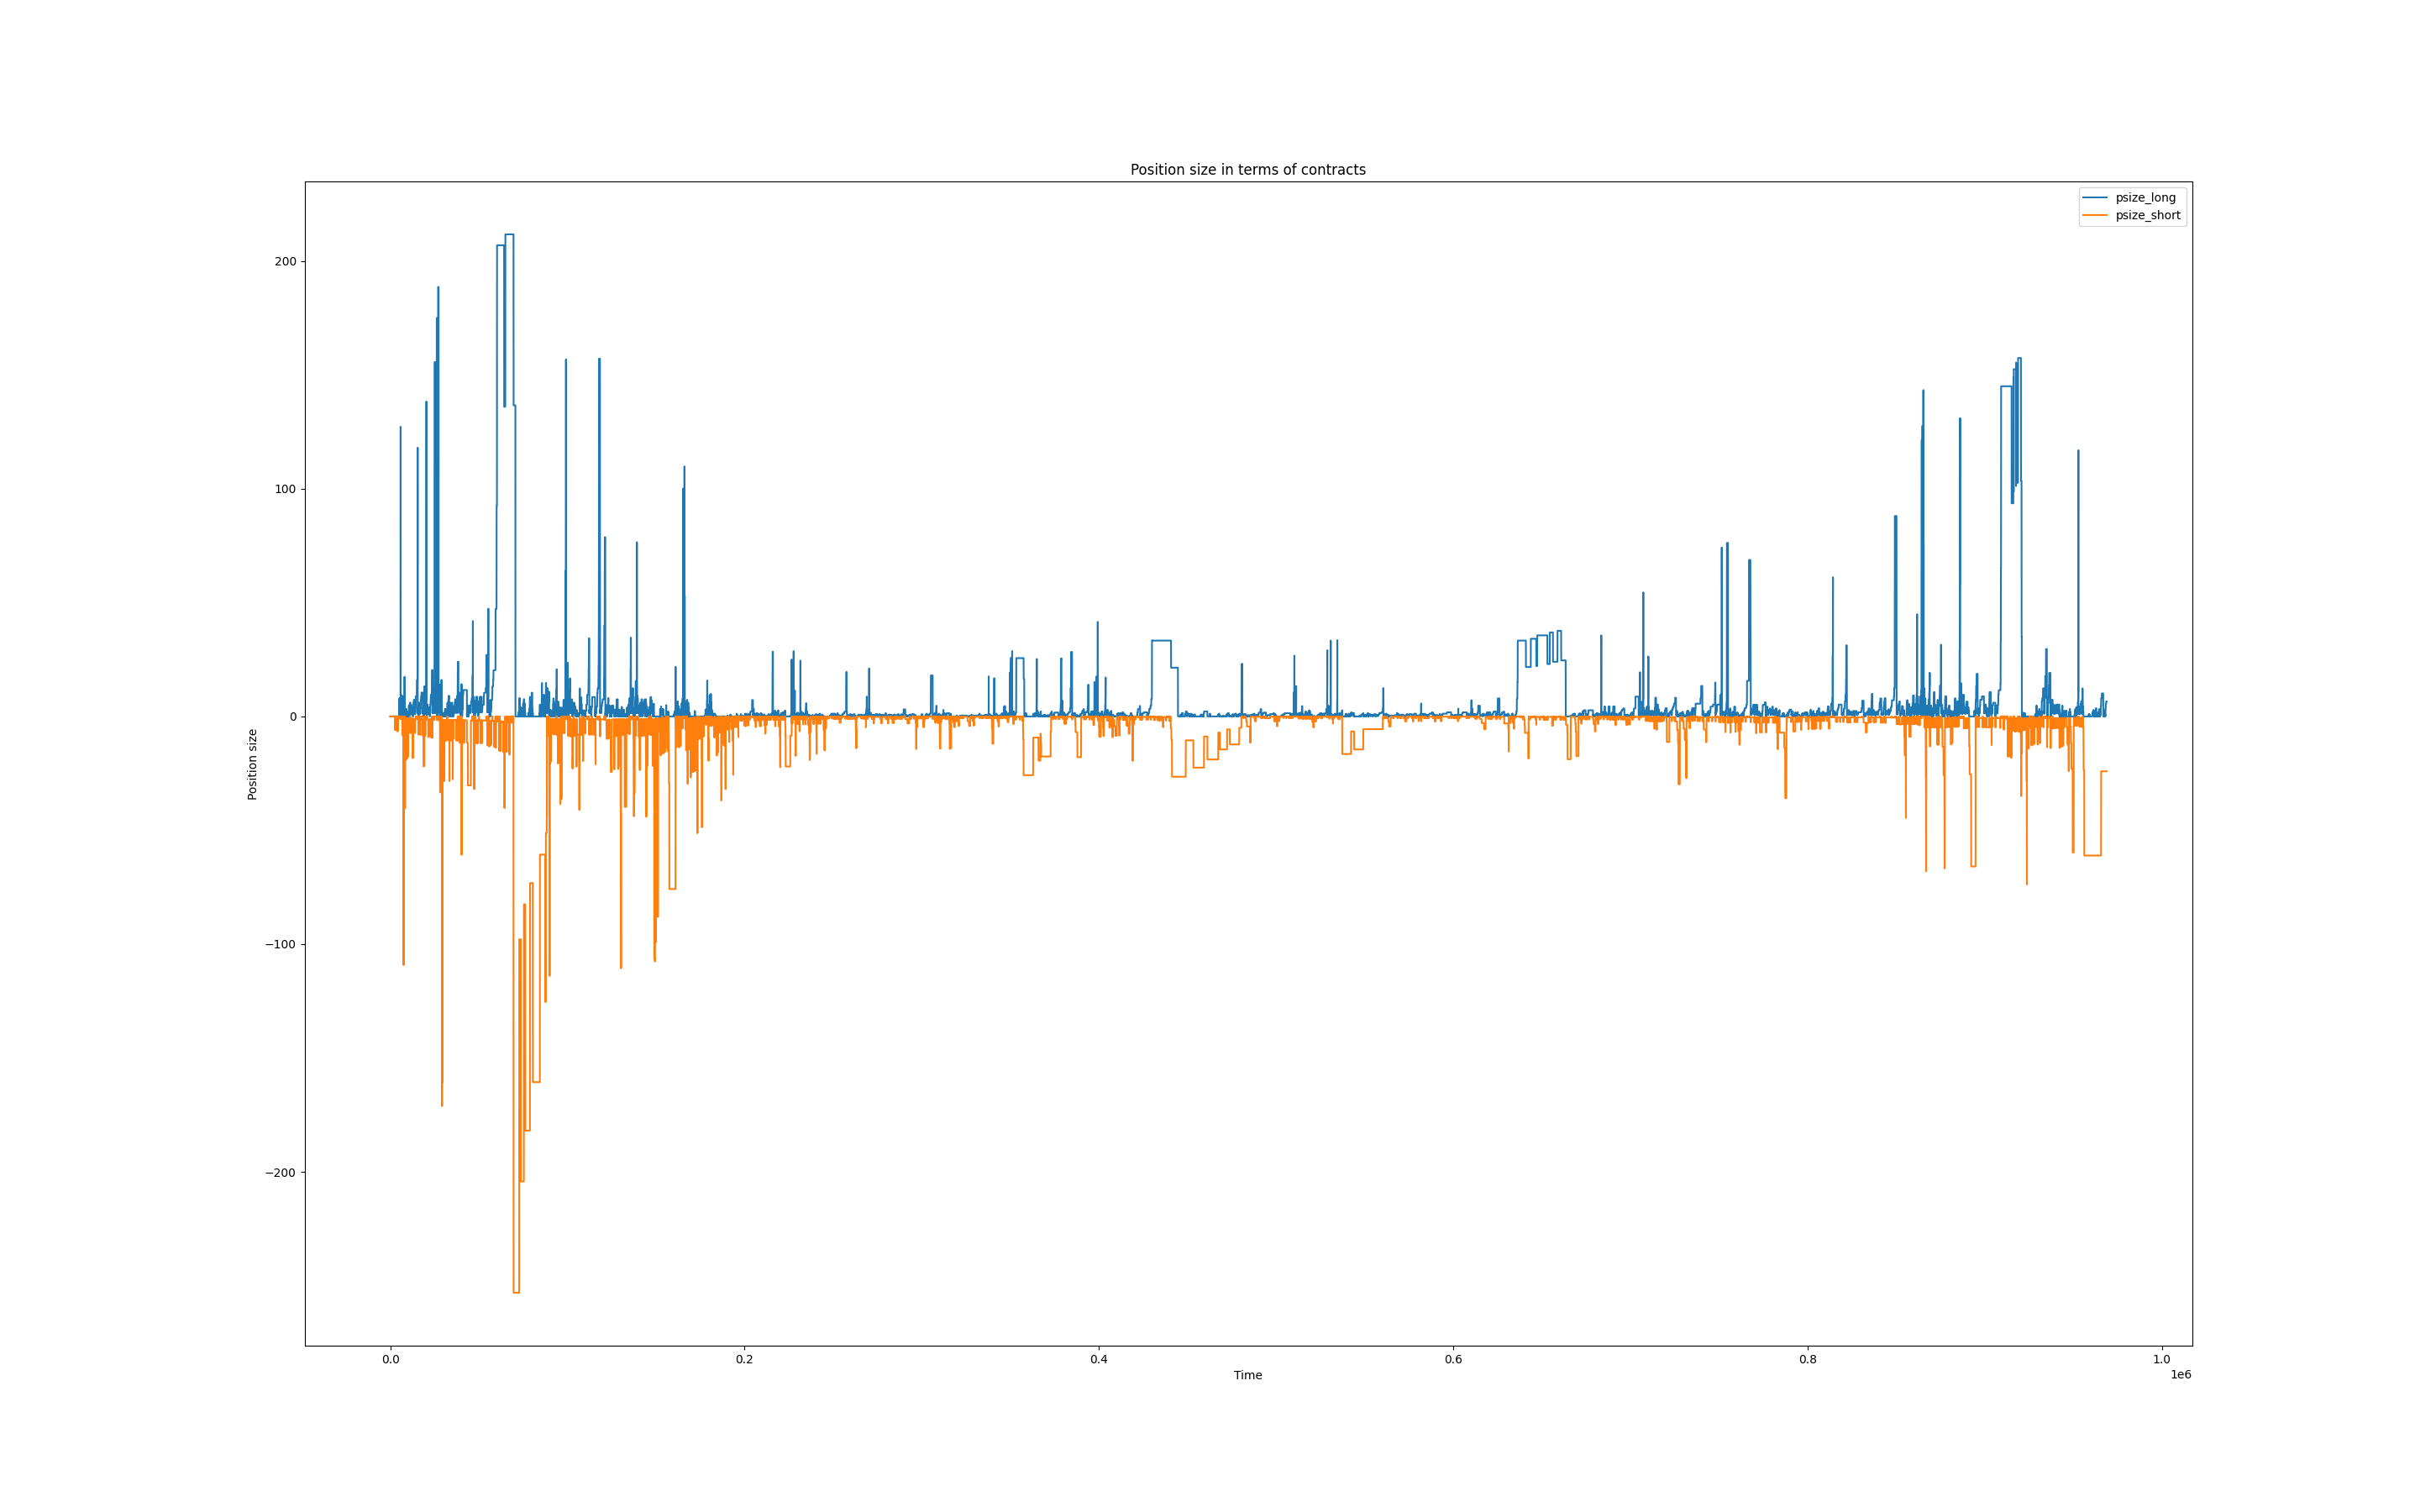 Position size in terms of contracts
psize_long
psize_short
200
100
0
−100
−200
Position size
0.0
0.2
0.4
0.6
0.8
1.0
1e6
Time